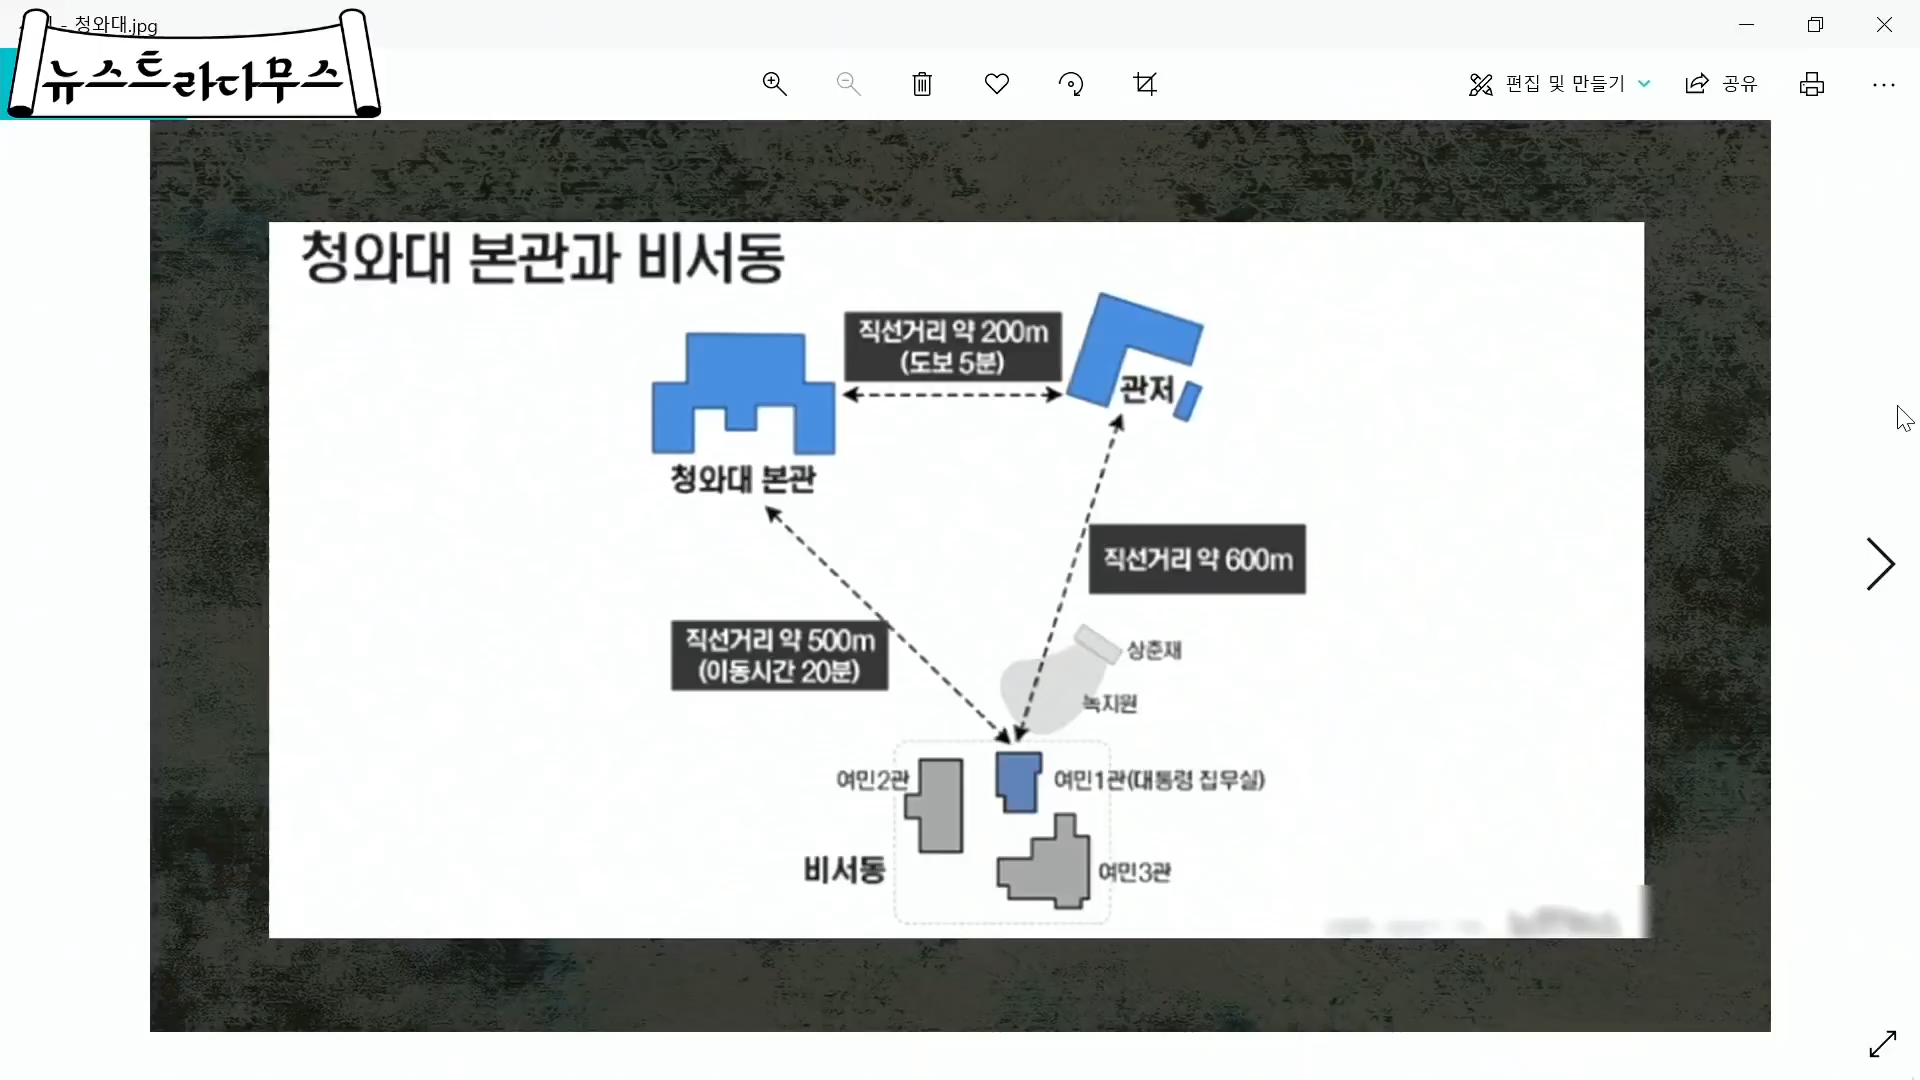 - 청와대.jpg
뉴스트라다무스
편집 및 만들기
공유
청와대 본관과 비서동
직선거리 약 200m
(도보 5분)
관저
청와대 본관
직선거리 약 600m
직선거리 약 500m
(이동시간 20분)
상춘재
녹지원
여민2관
여민1관(대통령 집무실)
비서동
여민3관